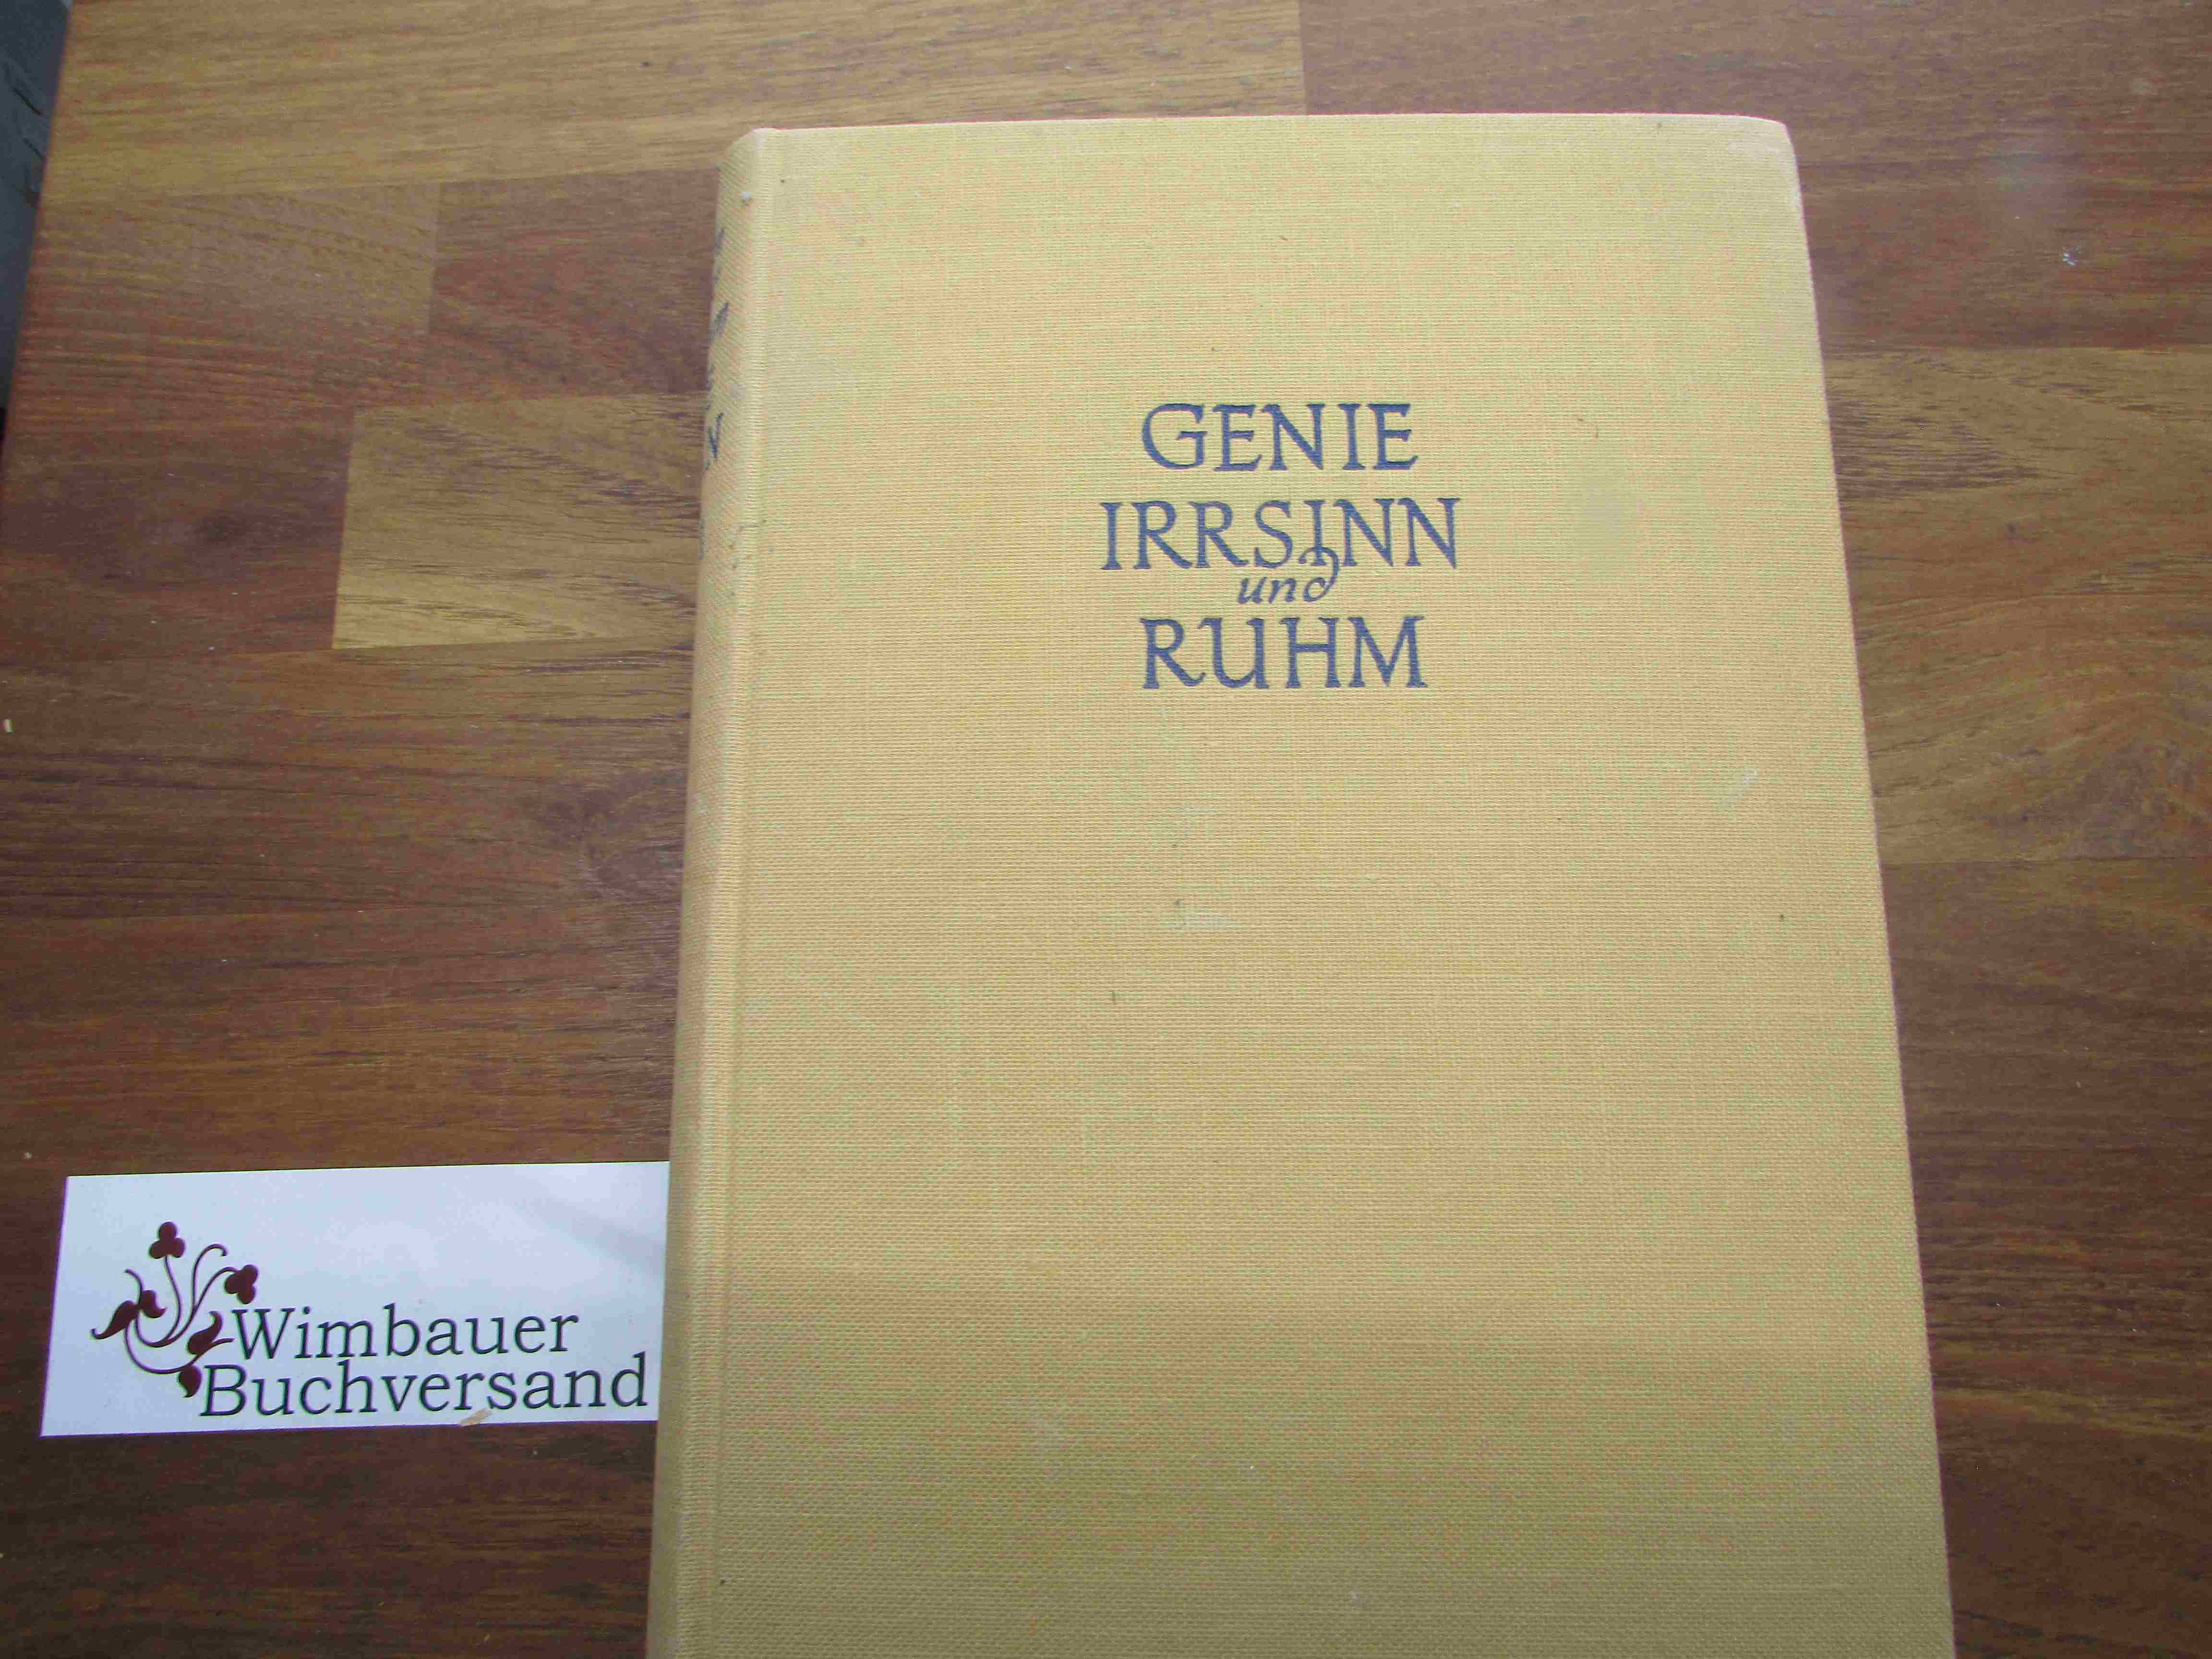 GENIE
IRRSINN
und
RUHM
Wimbauer
Buchversand